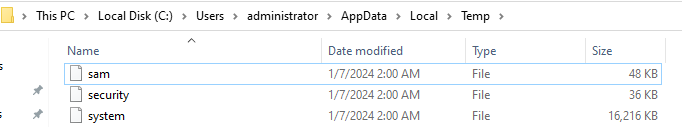 This PC > Local Disk (C:) > Users > administrator > AppData > Local > Temp >
Name Date modified Type Size
sam 1/7/2024 2:00 AM File 48 KB
security 1/7/2024 2:00 AM File 36 KB
system 1/7/2024 2:00 AM File 16,216 KB